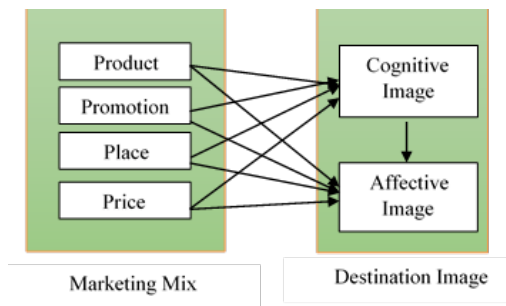 Product
Promotion
Place
Price
Cognitive
Image
Affective
Image
Marketing Mix
Destination Image